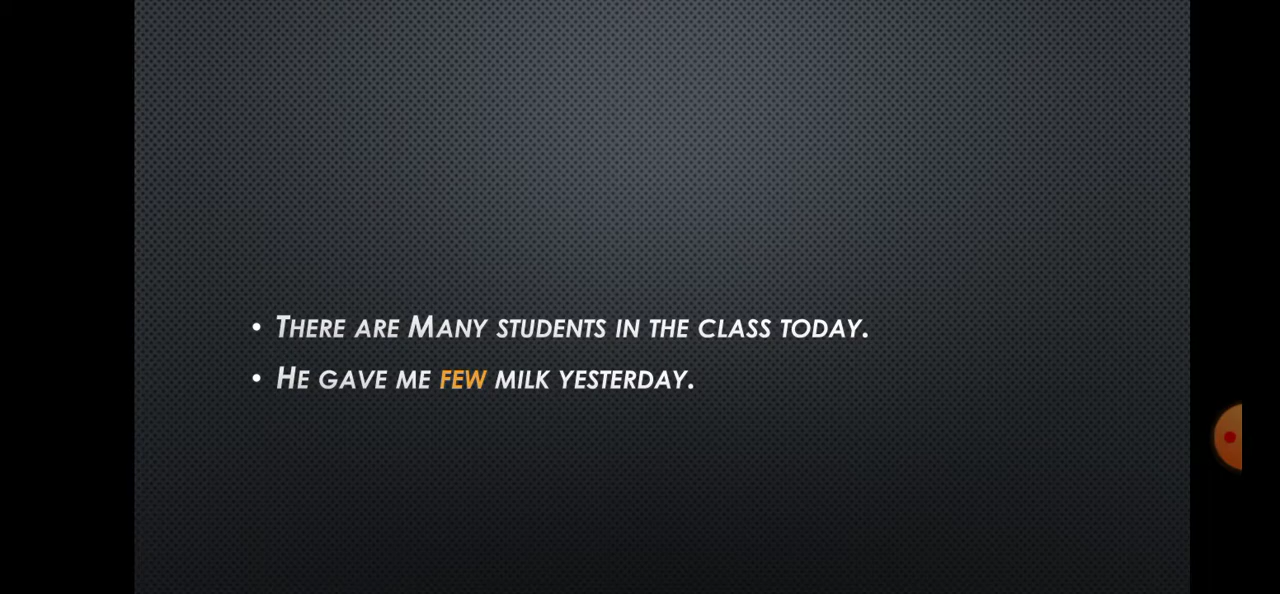 • There are Many students in the class today.
• He gave me few milk yesterday.